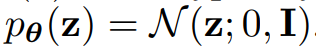 p_θ(z) = 𝒩(z; 0, I).